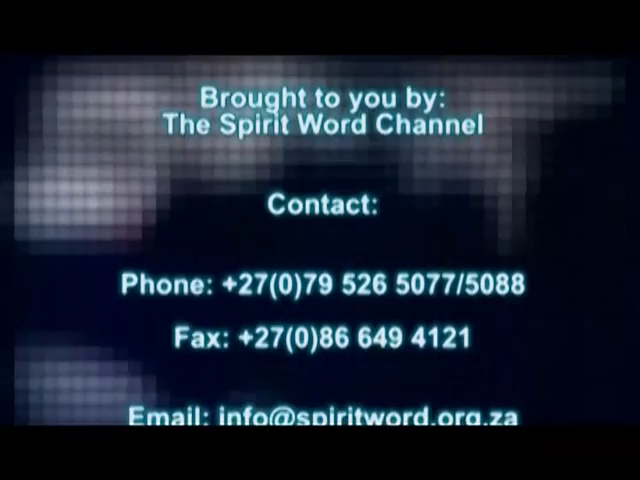 Brought to you by:
The Spirit Word Channel
Contact:
Phone: +27(0)79 526 5077/5088
Fax: +27(0)86 649 4121
Email: info@spiritword.org.za